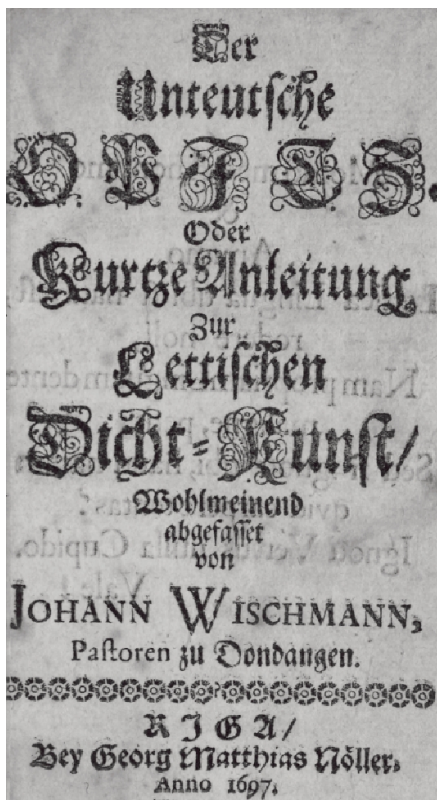 Der
Unteutsche
OPITZ.
Oder
Kurtze Anleitung
Zur
Lettischen
Dicht-Kunst/
Wohlmeinend
abgefasset
von
JOHANN WISCHMANN,
Pastoren zu Dondangen.
RIGA/
Bey Georg Matthias Nöller,
Anno 1697.